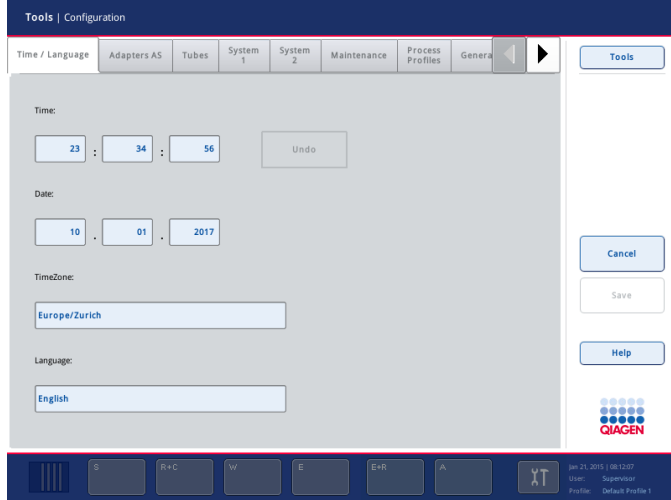 Tools | Configuration
Time / Language
Adapters AS
Tubes
System
1
System
2
Maintenance
Process
Profiles
Genera
Tools
Time:
23 : 34 : 56
Undo
Date:
10 . 01 . 2017
Cancel
TimeZone:
Save
Europe/Zurich
Help
Language:
English
QIAGEN
S
R+C
W
E
E+R
A
Jan 21, 2015 | 08:12:07
User: Supervisor
Profile: Default Profile 1